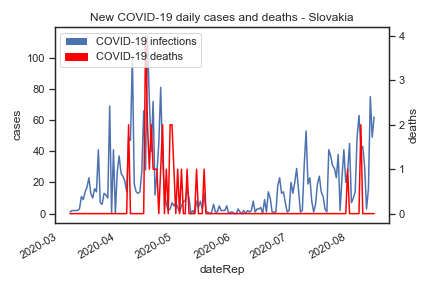 New COVID-19 daily cases and deaths - Slovakia
COVID-19 infections
COVID-19 deaths
cases
100
80
60
40
20
0
deaths
4
3
2
1
0
2020-03
2020-04
2020-05
2020-06
2020-07
2020-08
dateRep